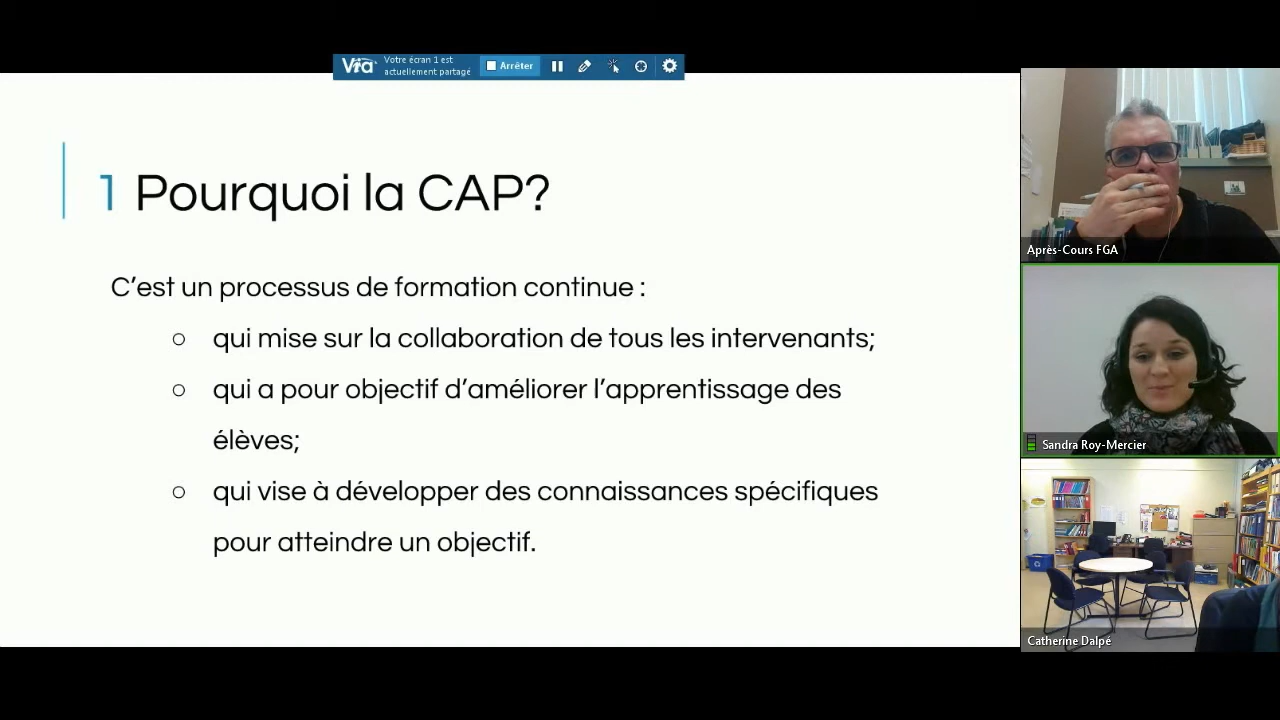 Via
Votre écran 1 est
actuellement partagé
Arrêter
1 Pourquoi la CAP?
C'est un processus de formation continue :
○ qui mise sur la collaboration de tous les intervenants;
○ qui a pour objectif d'améliorer l'apprentissage des
élèves;
○ qui vise à développer des connaissances spécifiques
pour atteindre un objectif.
Après-Cours FGA
Sandra Roy-Mercier
Catherine Dalpé